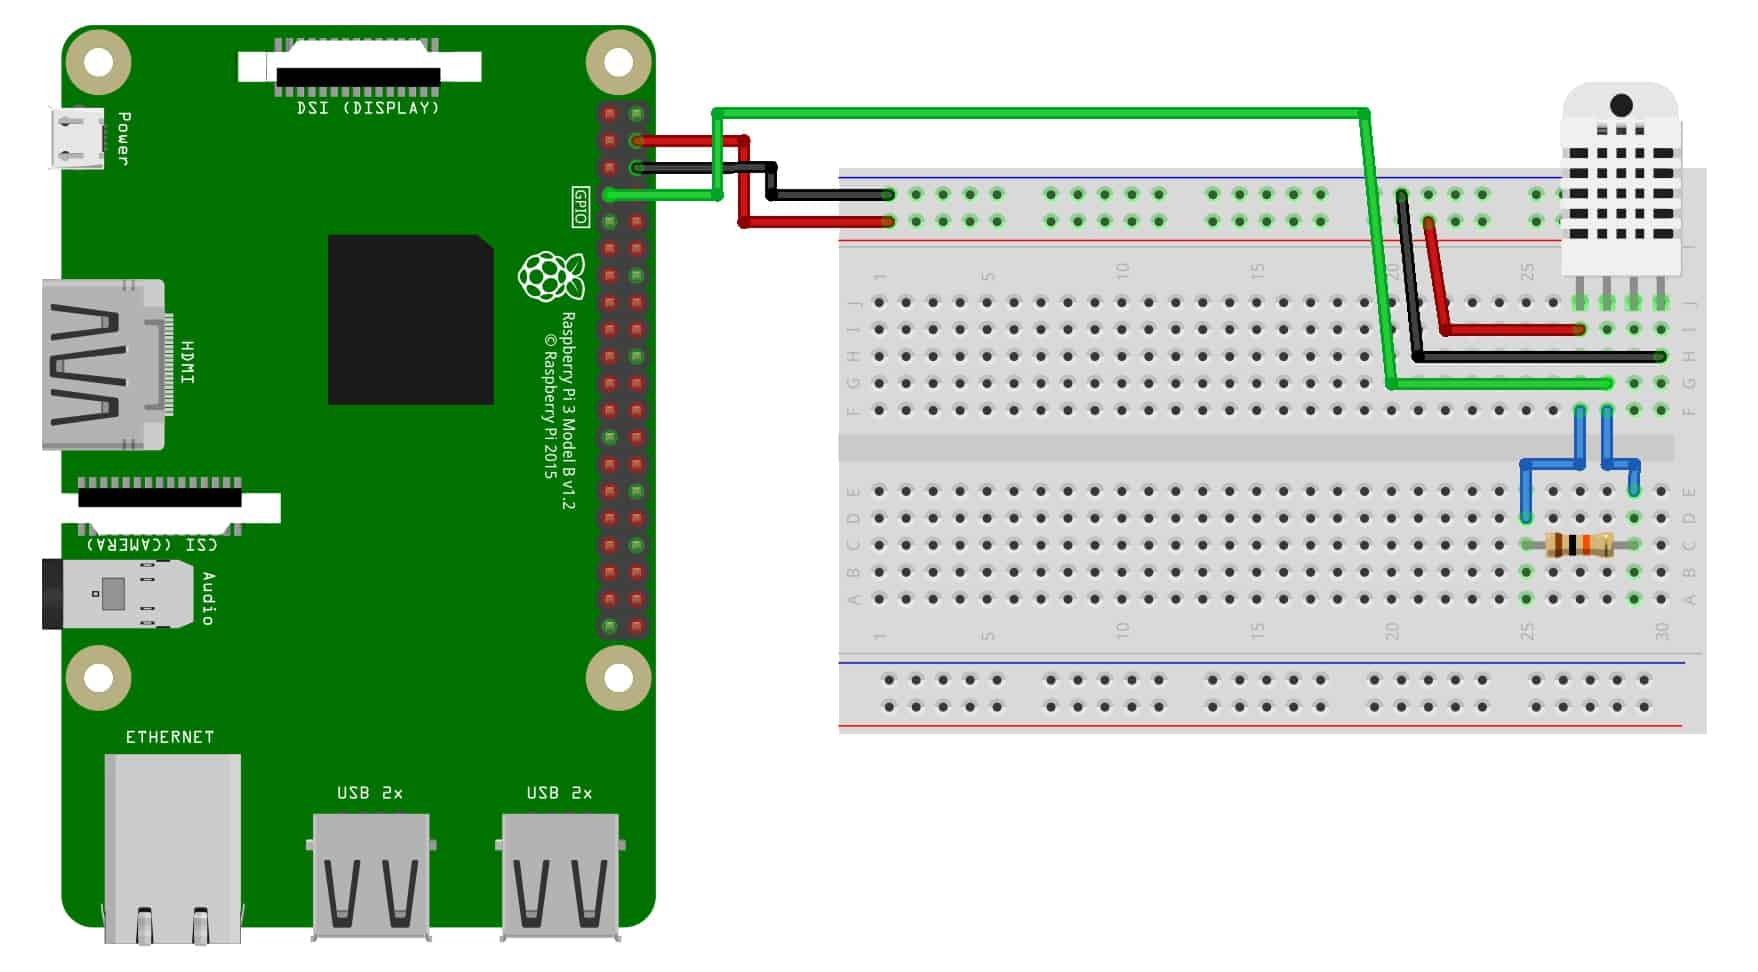 DSI (DISPLAY)
Power
GPIO
HDMI
Raspberry Pi 3 Model B v1.2
© Raspberry Pi 2015
CSI (CAMERA)
Audio
ETHERNET
USB 2x
USB 2x
1 5 10 15 20 25
J J
I I
H H
G G
F F
E E
D D
C C
B B
A A
1 5 10 15 20 25 30